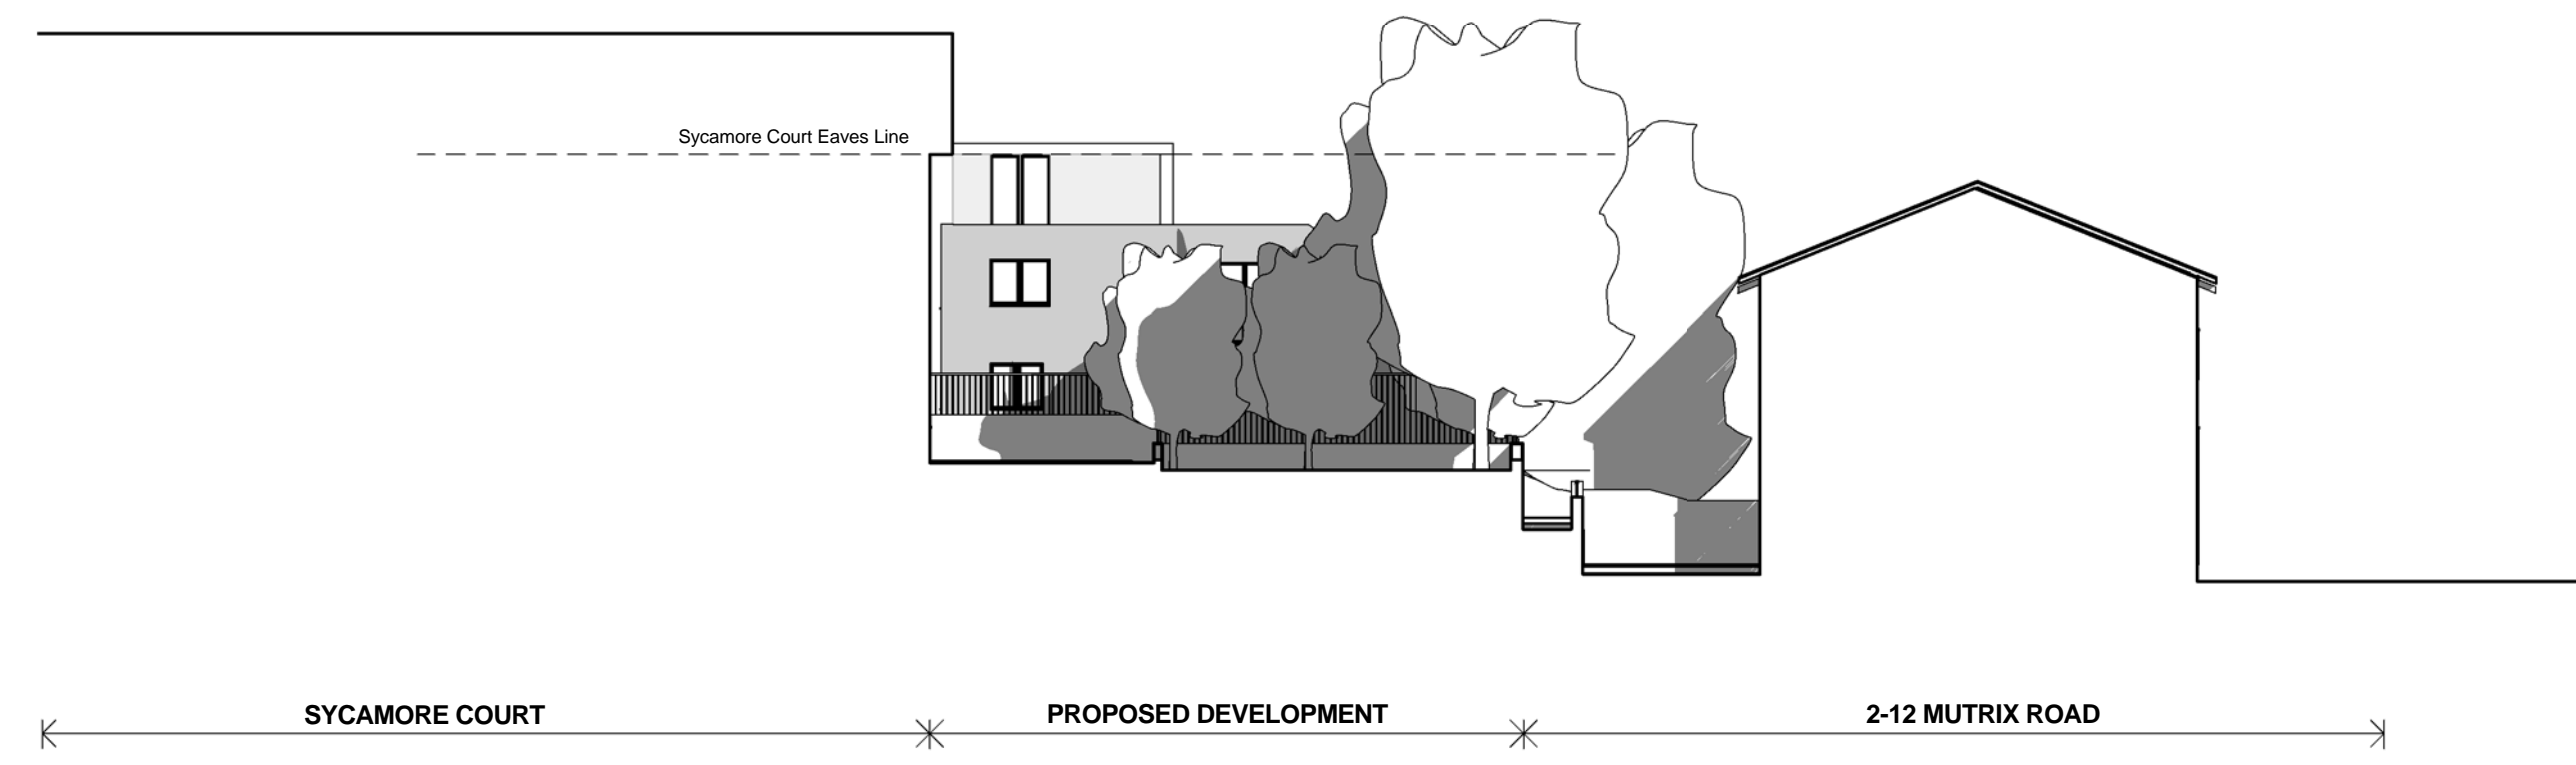 Sycamore Court Eaves Line
SYCAMORE COURT
PROPOSED DEVELOPMENT
2-12 MUTRIX ROAD